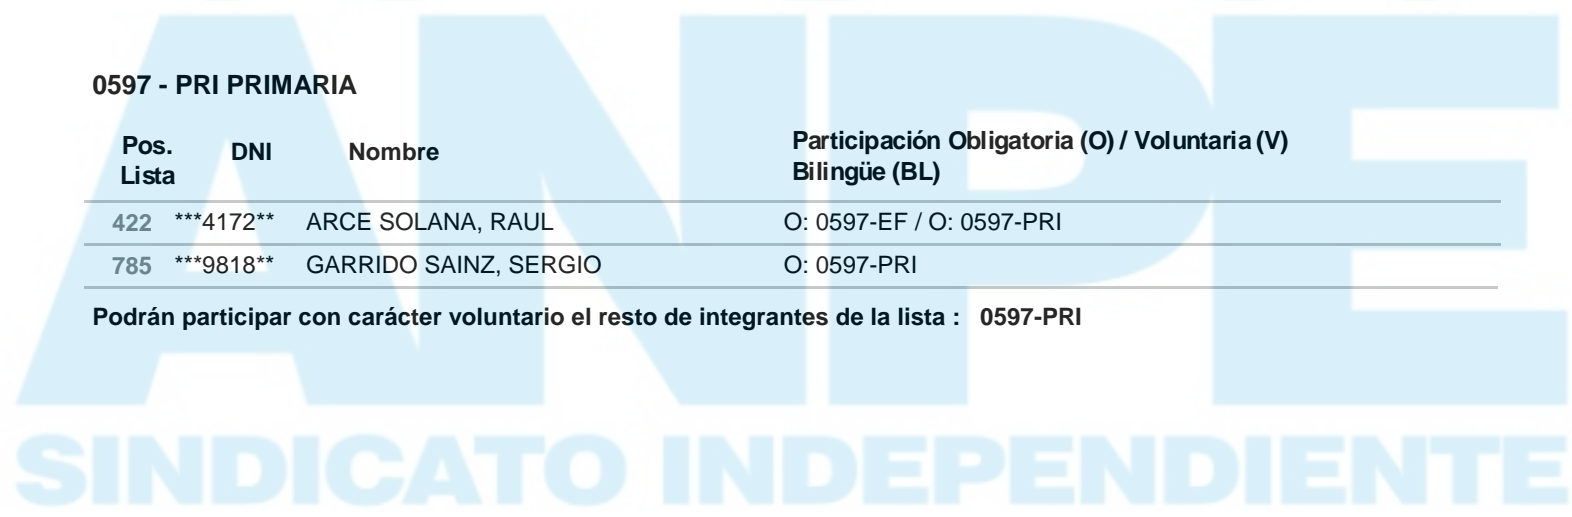 ANPE
SINDICATO INDEPENDIENTE
0597 - PRI PRIMARIA
Pos. Lista DNI Nombre Participación Obligatoria (O) / Voluntaria (V) Bilingüe (BL)
422 ***4172** ARCE SOLANA, RAUL O: 0597-EF / O: 0597-PRI
785 ***9818** GARRIDO SAINZ, SERGIO O: 0597-PRI
Podrán participar con carácter voluntario el resto de integrantes de la lista : 0597-PRI